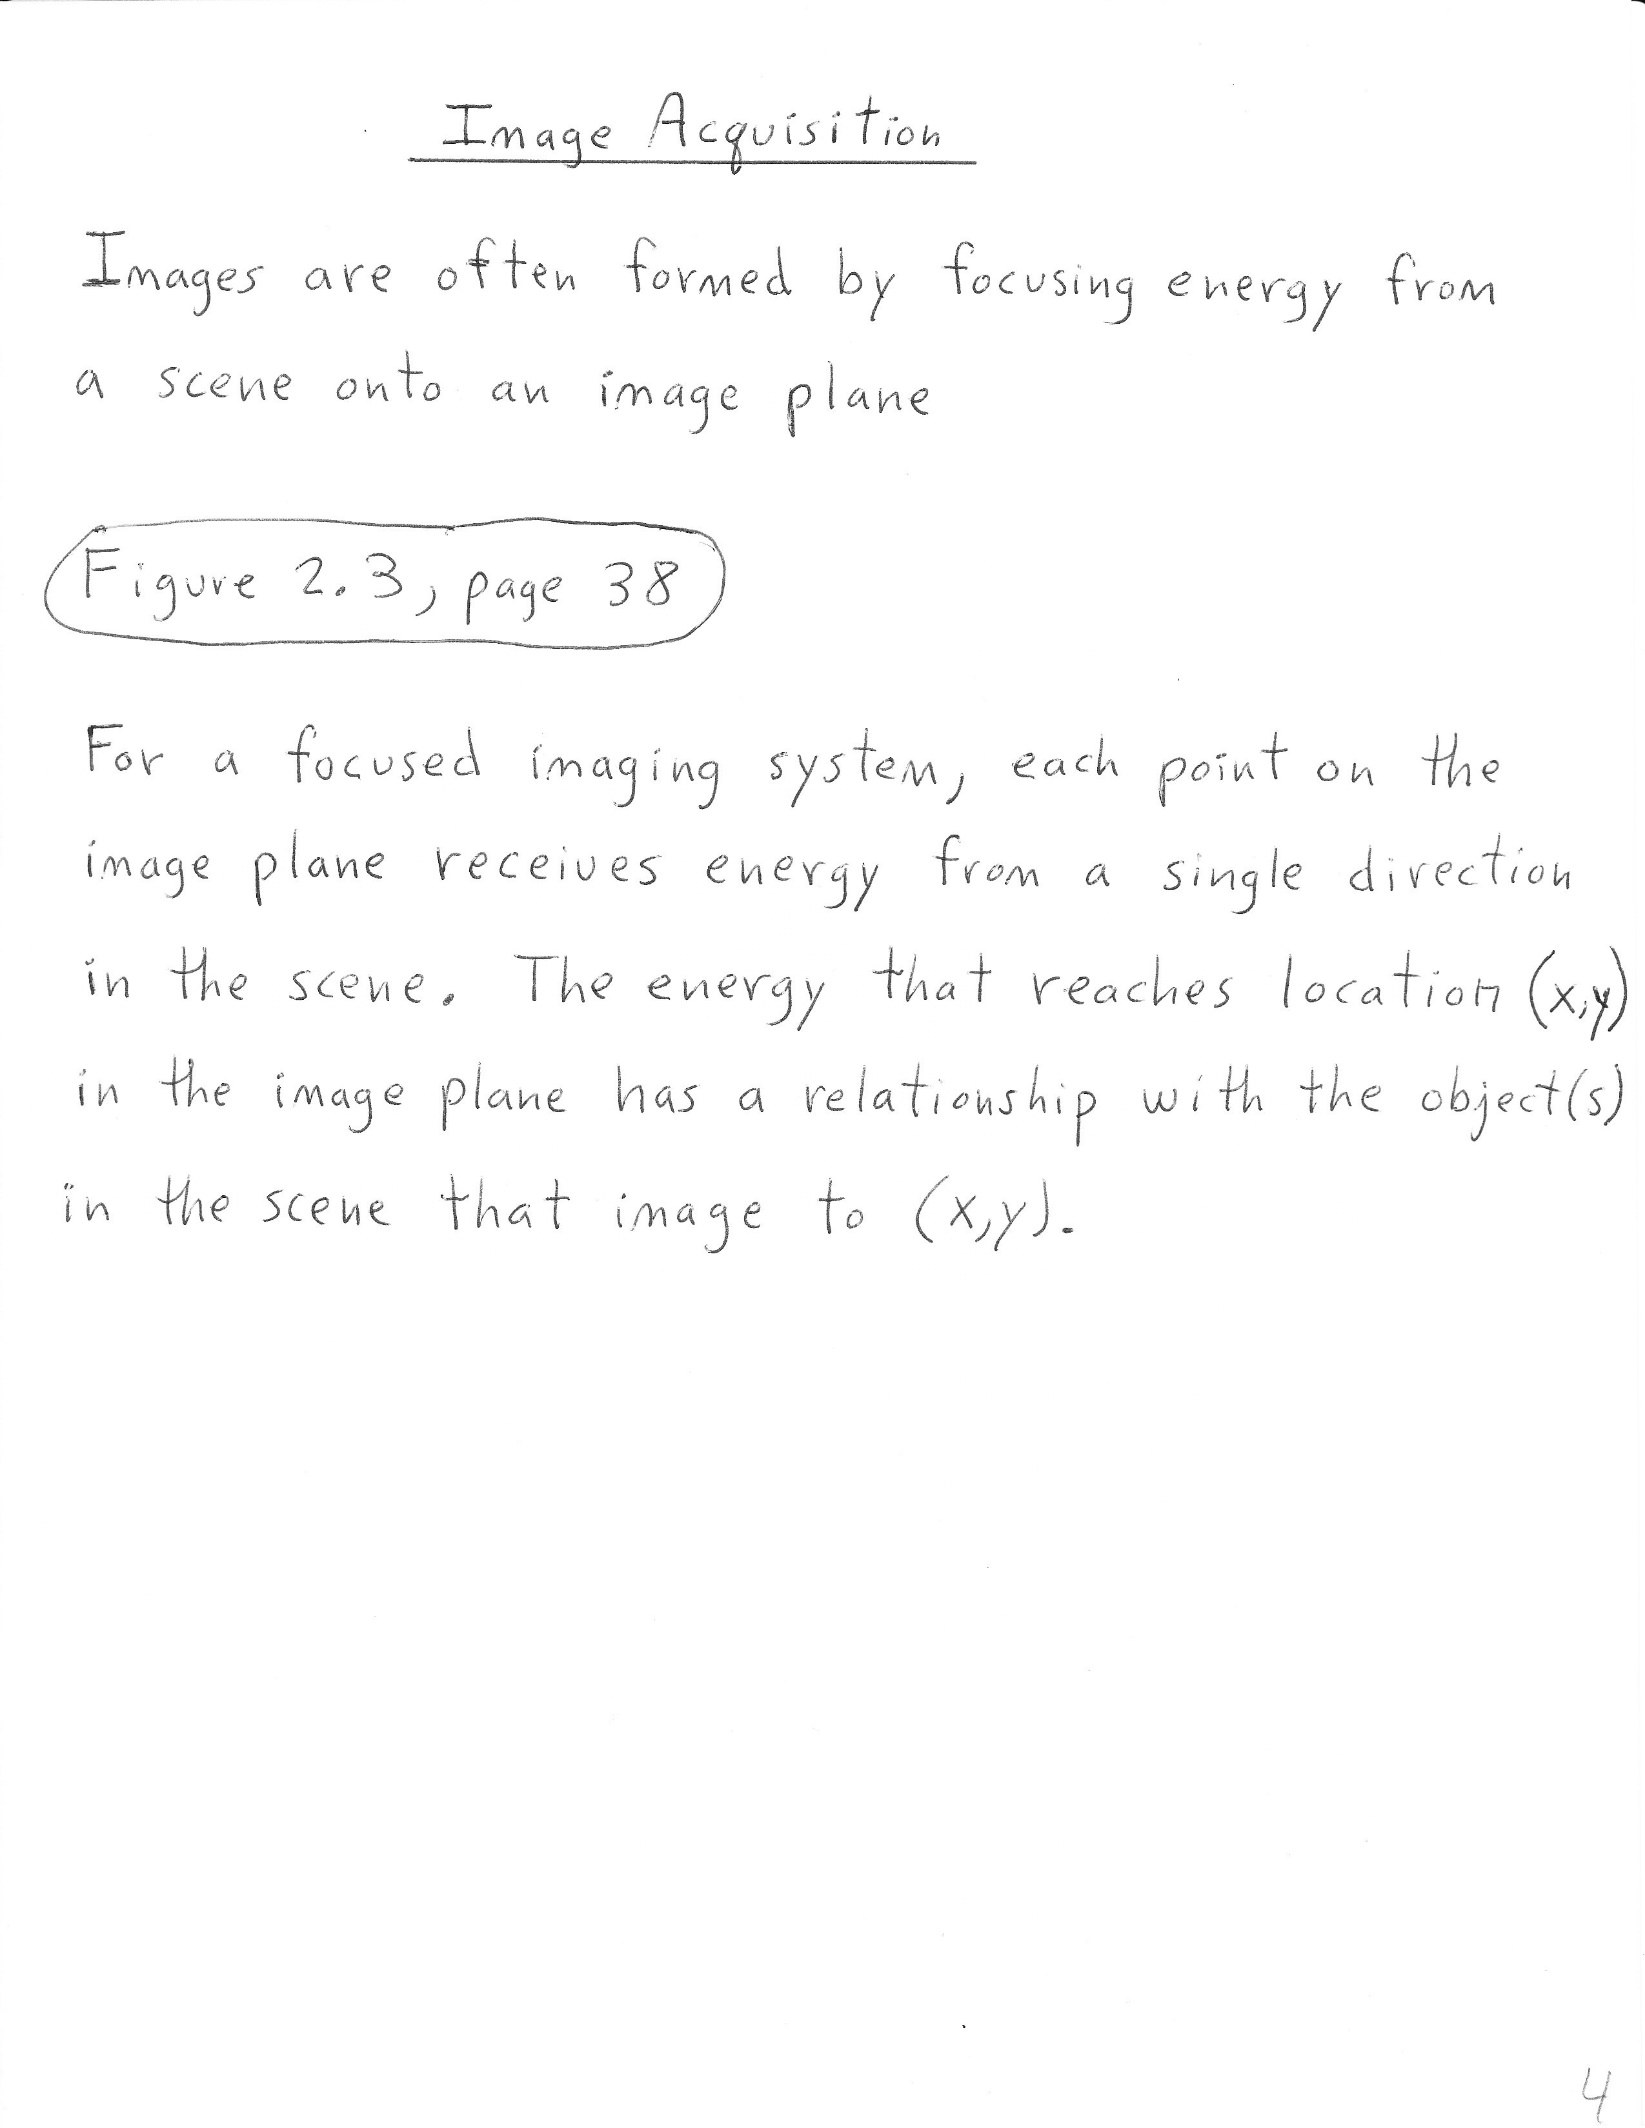 Image Acquisition
Images are often formed by focusing energy from
a scene onto an image plane
Figure 2.3, page 38
For a focused imaging system, each point on the
image plane receives energy from a single direction
in the scene. The energy that reaches location (x,y)
in the image plane has a relationship with the object(s)
in the scene that image to (x,y).
4